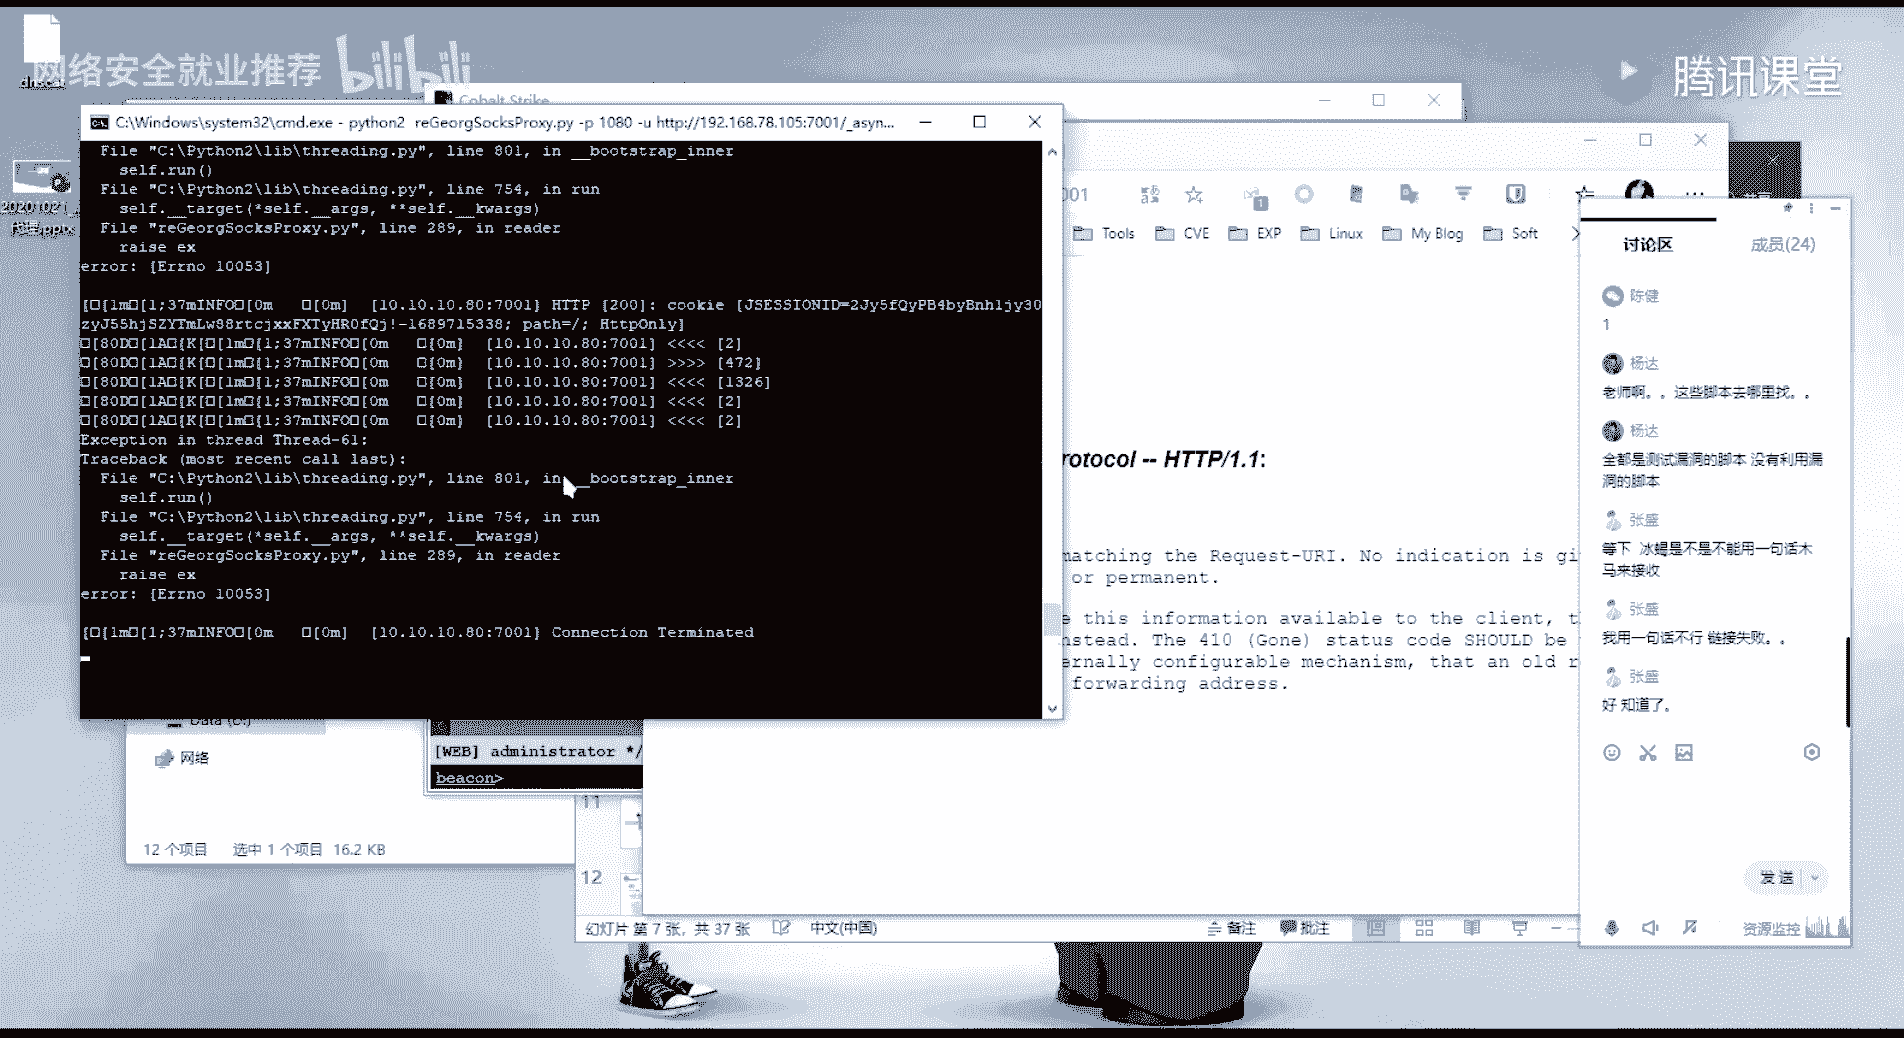 网络安全就业推荐
bilibili
腾讯课堂
Cobalt Strike
C:\Windows\system32\cmd.exe - python2 reGeorgSocksProxy.py -p 1080 -u http://192.168.78.105:7001/_asyn...
File "C:\Python2\lib\threading.py", line 801, in __bootstrap_inner
self.run()
File "C:\Python2\lib\threading.py", line 754, in run
self.__target(*self.__args, **self.__kwargs)
File "reGeorgSocksProxy.py", line 289, in reader
raise ex
error: [Errno 10053]
[□[1m□[1;37mINFO□[0m   □[0m]  [10.10.10.80:7001] HTTP [200]: cookie [JSESSIONID=2Jy5fQyPB4byBnh1jy30
zyJ55hjSZYTmLw88rtcjxxFXTyHR0fQj!-1689715338; path=/; HttpOnly]
□[80D□[1A□[K[□[1m□[1;37mINFO□[0m   □[0m]  [10.10.10.80:7001] <<<< [2]
□[80D□[1A□[K[□[1m□[1;37mINFO□[0m   □[0m]  [10.10.10.80:7001] >>>> [472]
□[80D□[1A□[K[□[1m□[1;37mINFO□[0m   □[0m]  [10.10.10.80:7001] <<<< [1326]
□[80D□[1A□[K[□[1m□[1;37mINFO□[0m   □[0m]  [10.10.10.80:7001] <<<< [2]
□[80D□[1A□[K[□[1m□[1;37mINFO□[0m   □[0m]  [10.10.10.80:7001] <<<< [2]
Exception in thread Thread-61:
Traceback (most recent call last):
File "C:\Python2\lib\threading.py", line 801, in __bootstrap_inner
self.run()
File "C:\Python2\lib\threading.py", line 754, in run
self.__target(*self.__args, **self.__kwargs)
File "reGeorgSocksProxy.py", line 289, in reader
raise ex
error: [Errno 10053]
[□[1m□[1;37mINFO□[0m   □[0m]  [10.10.10.80:7001] Connection Terminated
001
Tools CVE EXP Linux My Blog Soft
rotocol -- HTTP/1.1:
matching the Request-URI. No indication is gi
or permanent.
e this information available to the client, t
nstead. The 410 (Gone) status code SHOULD be
ernally configurable mechanism, that an old r
forwarding address.
讨论区 成员(24)
陈健
1
杨达
老师啊。。这些脚本去哪里找。。
杨达
全都是测试漏洞的脚本 没有利用漏
洞的脚本
张盛
等下 冰蝎是不是不能用一句话木
马来接收
张盛
我用一句话不行 链接失败。。
张盛
好 知道了。
发送
资源监控
Data (C:)
网络
[WEB] administrator */
beacon>
12 个项目 选中 1 个项目 16.2 KB
11
12
幻灯片 第 7 张，共 37 张 中文(中国) 备注 批注